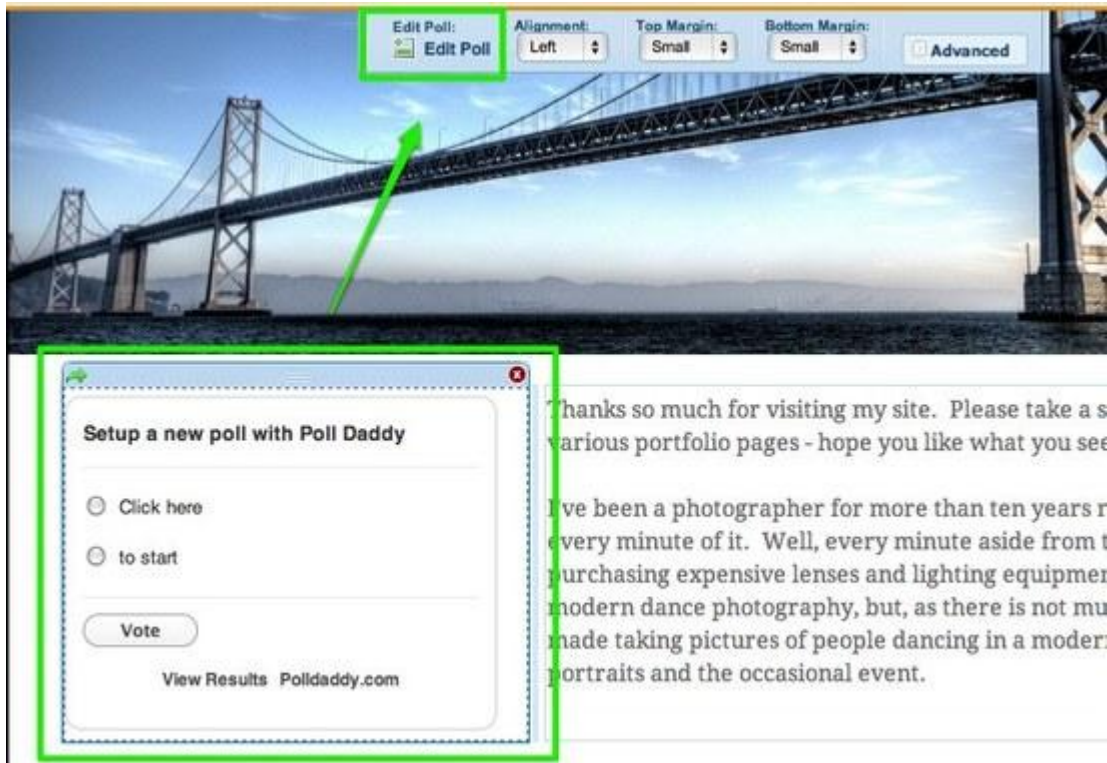 Edit Poll:
Edit Poll
Alignment:
Left
Top Margin:
Small
Bottom Margin:
Small
Advanced
Setup a new poll with Poll Daddy
Click here
to start
Vote
View Results Polldaddy.com
Thanks so much for visiting my site. Please take a
various portfolio pages - hope you like what you see
I've been a photographer for more than ten years
every minute of it. Well, every minute aside from
purchasing expensive lenses and lighting
modern dance photography, but, as there is not
made taking pictures of people dancing in a
portraits and the occasional event.